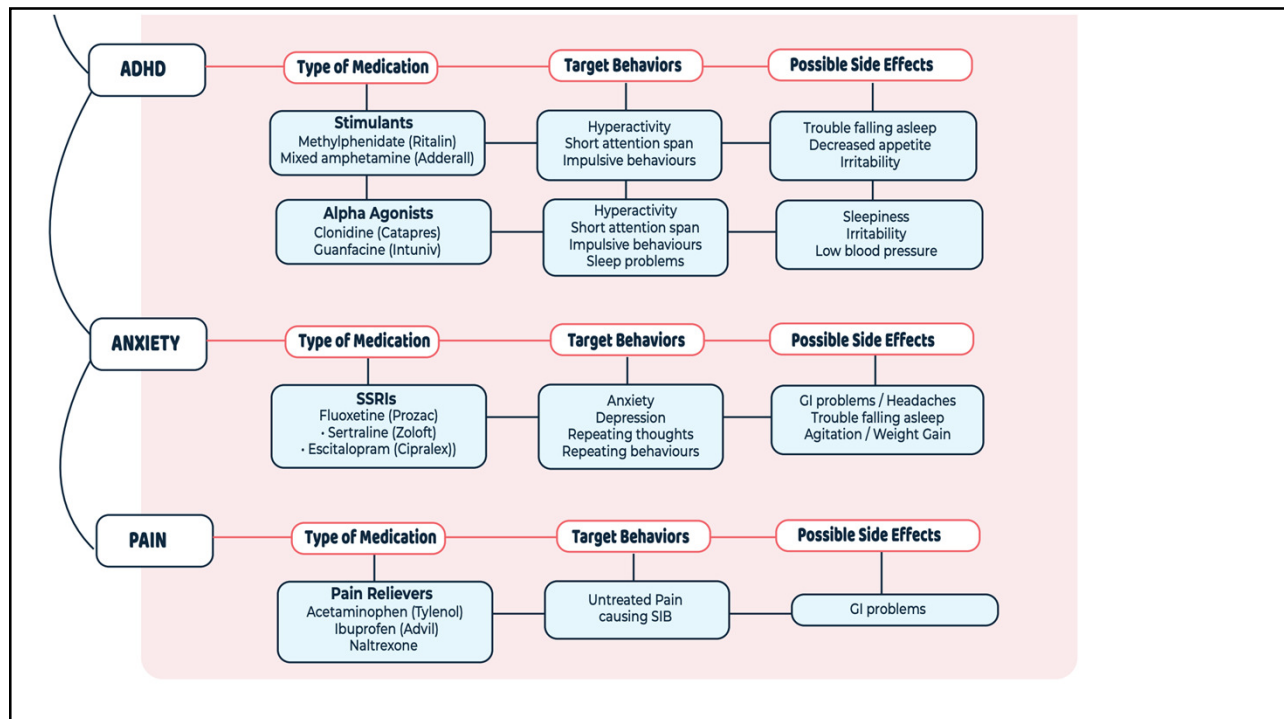 ADHD
Type of Medication
Target Behaviors
Possible Side Effects
Stimulants
Methylphenidate (Ritalin)
Mixed amphetamine (Adderall)
Hyperactivity
Short attention span
Impulsive behaviours
Trouble falling asleep
Decreased appetite
Irritability
Alpha Agonists
Clonidine (Catapres)
Guanfacine (Intuniv)
Hyperactivity
Short attention span
Impulsive behaviours
Sleep problems
Sleepiness
Irritability
Low blood pressure
ANXIETY
Type of Medication
Target Behaviors
Possible Side Effects
SSRIs
Fluoxetine (Prozac)
• Sertraline (Zoloft)
• Escitalopram (Cipralex))
Anxiety
Depression
Repeating thoughts
Repeating behaviours
GI problems / Headaches
Trouble falling asleep
Agitation / Weight Gain
PAIN
Type of Medication
Target Behaviors
Possible Side Effects
Pain Relievers
Acetaminophen (Tylenol)
Ibuprofen (Advil)
Naltrexone
Untreated Pain
causing SIB
GI problems